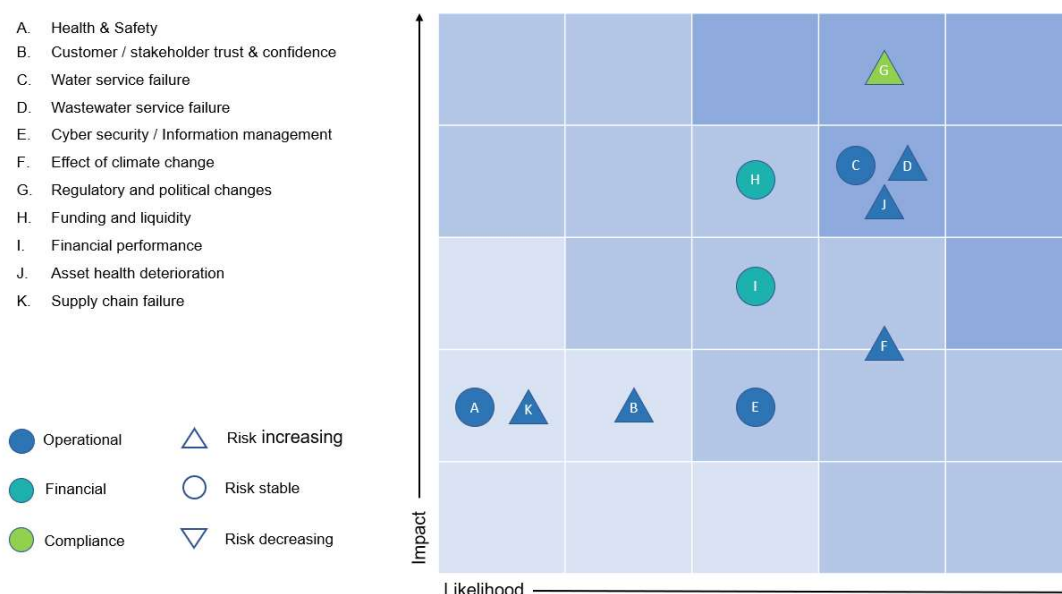 A. Health & Safety
B. Customer / stakeholder trust & confidence
C. Water service failure
D. Wastewater service failure
E. Cyber security / Information management
F. Effect of climate change
G. Regulatory and political changes
H. Funding and liquidity
I. Financial performance
J. Asset health deterioration
K. Supply chain failure
Operational
Risk increasing
Financial
Risk stable
Compliance
Risk decreasing
Impact
G
C
D
H
J
I
F
A
K
B
E
Likelihood